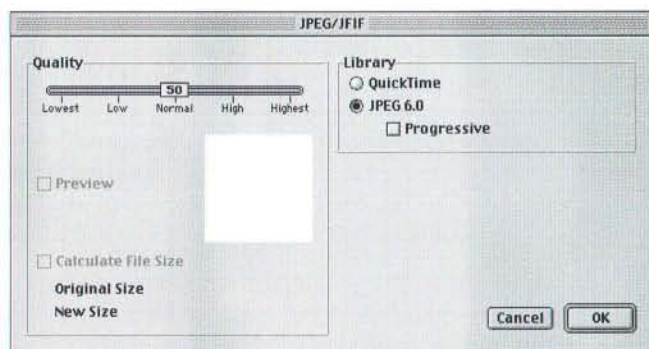 JPEG/JFIF
Quality
50
Lowest Low Normal High Highest
Preview
Calculate File Size
Original Size
New Size
Library
QuickTime
JPEG 6.0
Progressive
Cancel OK